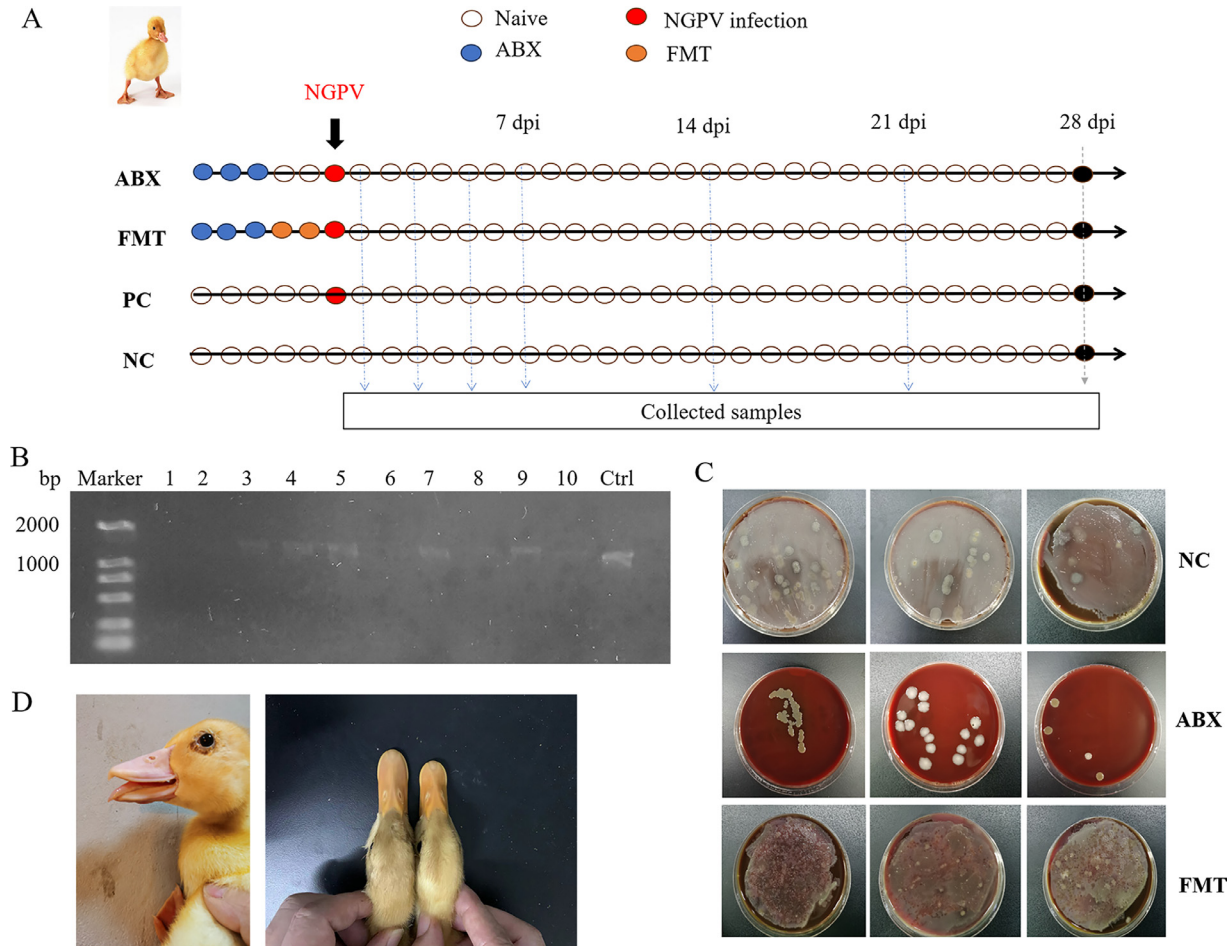 A
Naive
NGPV infection
ABX
FMT
NGPV
7 dpi
14 dpi
21 dpi
28 dpi
ABX
FMT
PC
NC
Collected samples
B
bp Marker 1 2 3 4 5 6 7 8 9 10 Ctrl
2000
1000
C
NC
ABX
FMT
D